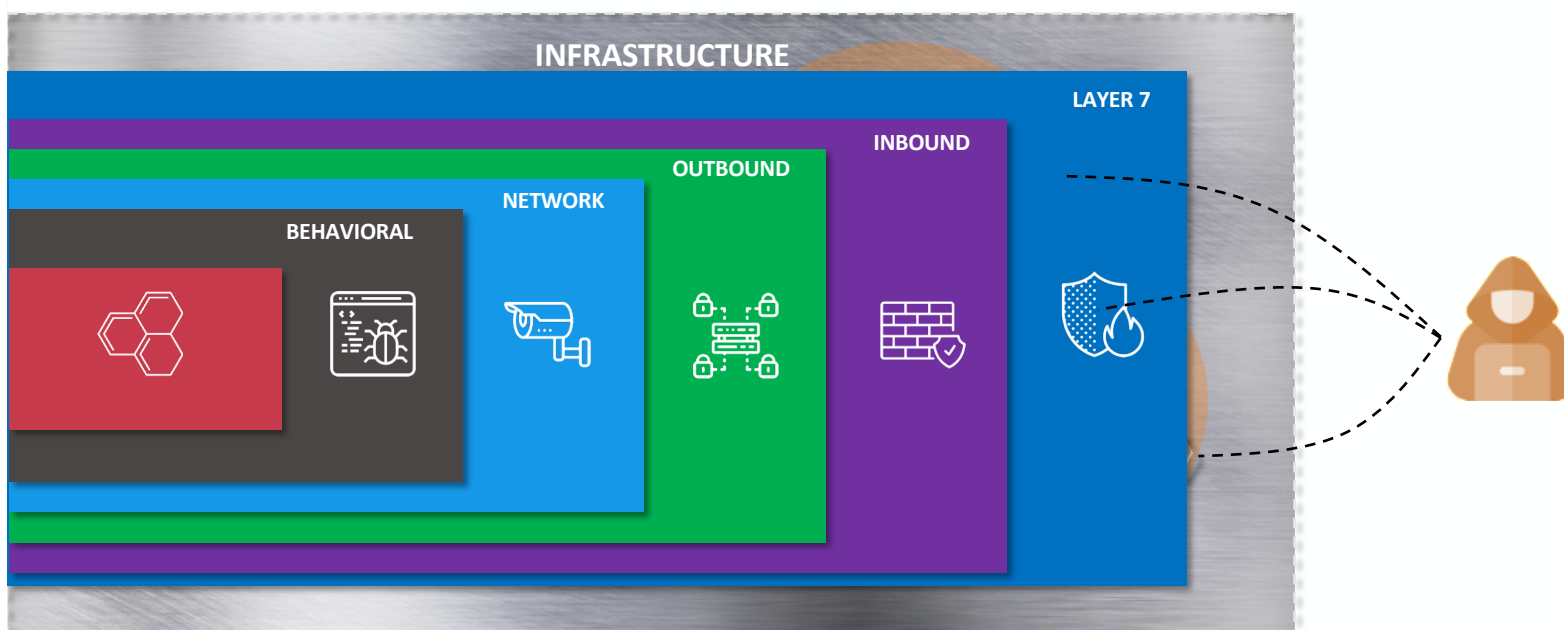 INFRASTRUCTURE
LAYER 7
INBOUND
OUTBOUND
NETWORK
BEHAVIORAL